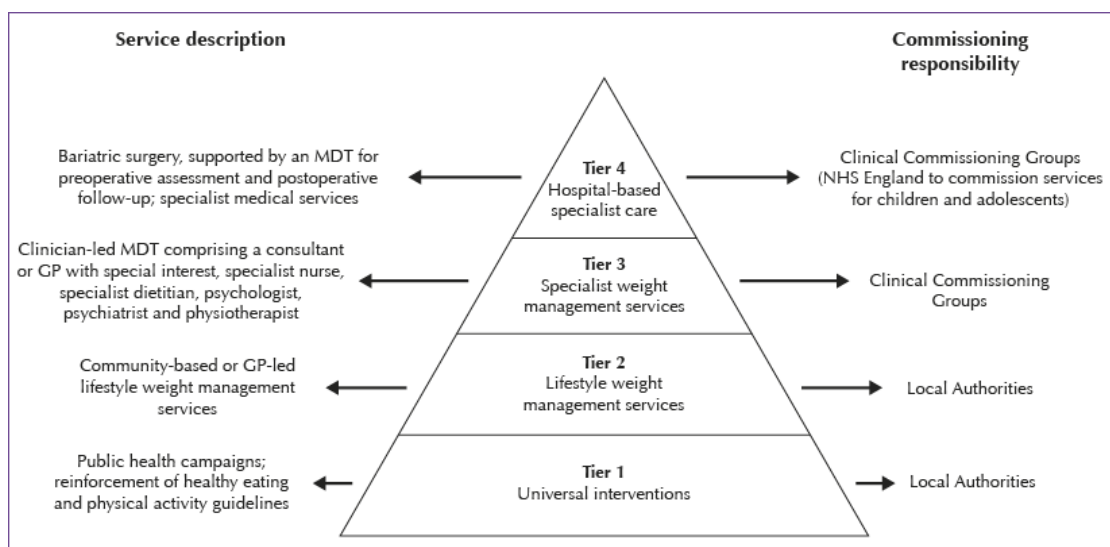 Service description
Commissioning
responsibility
Bariatric surgery, supported by an MDT for
preoperative assessment and postoperative
follow-up; specialist medical services
Tier 4
Hospital-based
specialist care
Clinical Commissioning Groups
(NHS England to commission services
for children and adolescents)
Clinician-led MDT comprising a consultant
or GP with special interest, specialist nurse,
specialist dietitian, psychologist,
psychiatrist and physiotherapist
Tier 3
Specialist weight
management services
Clinical Commissioning
Groups
Community-based or GP-led
lifestyle weight management
services
Tier 2
Lifestyle weight
management services
Local Authorities
Public health campaigns;
reinforcement of healthy eating
and physical activity guidelines
Tier 1
Universal interventions
Local Authorities